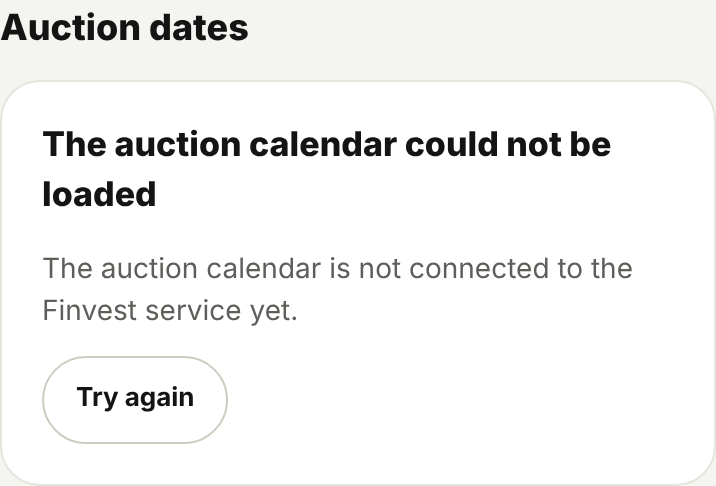 Auction dates
The auction calendar could not be
loaded
The auction calendar is not connected to the
Finvest service yet.
Try again